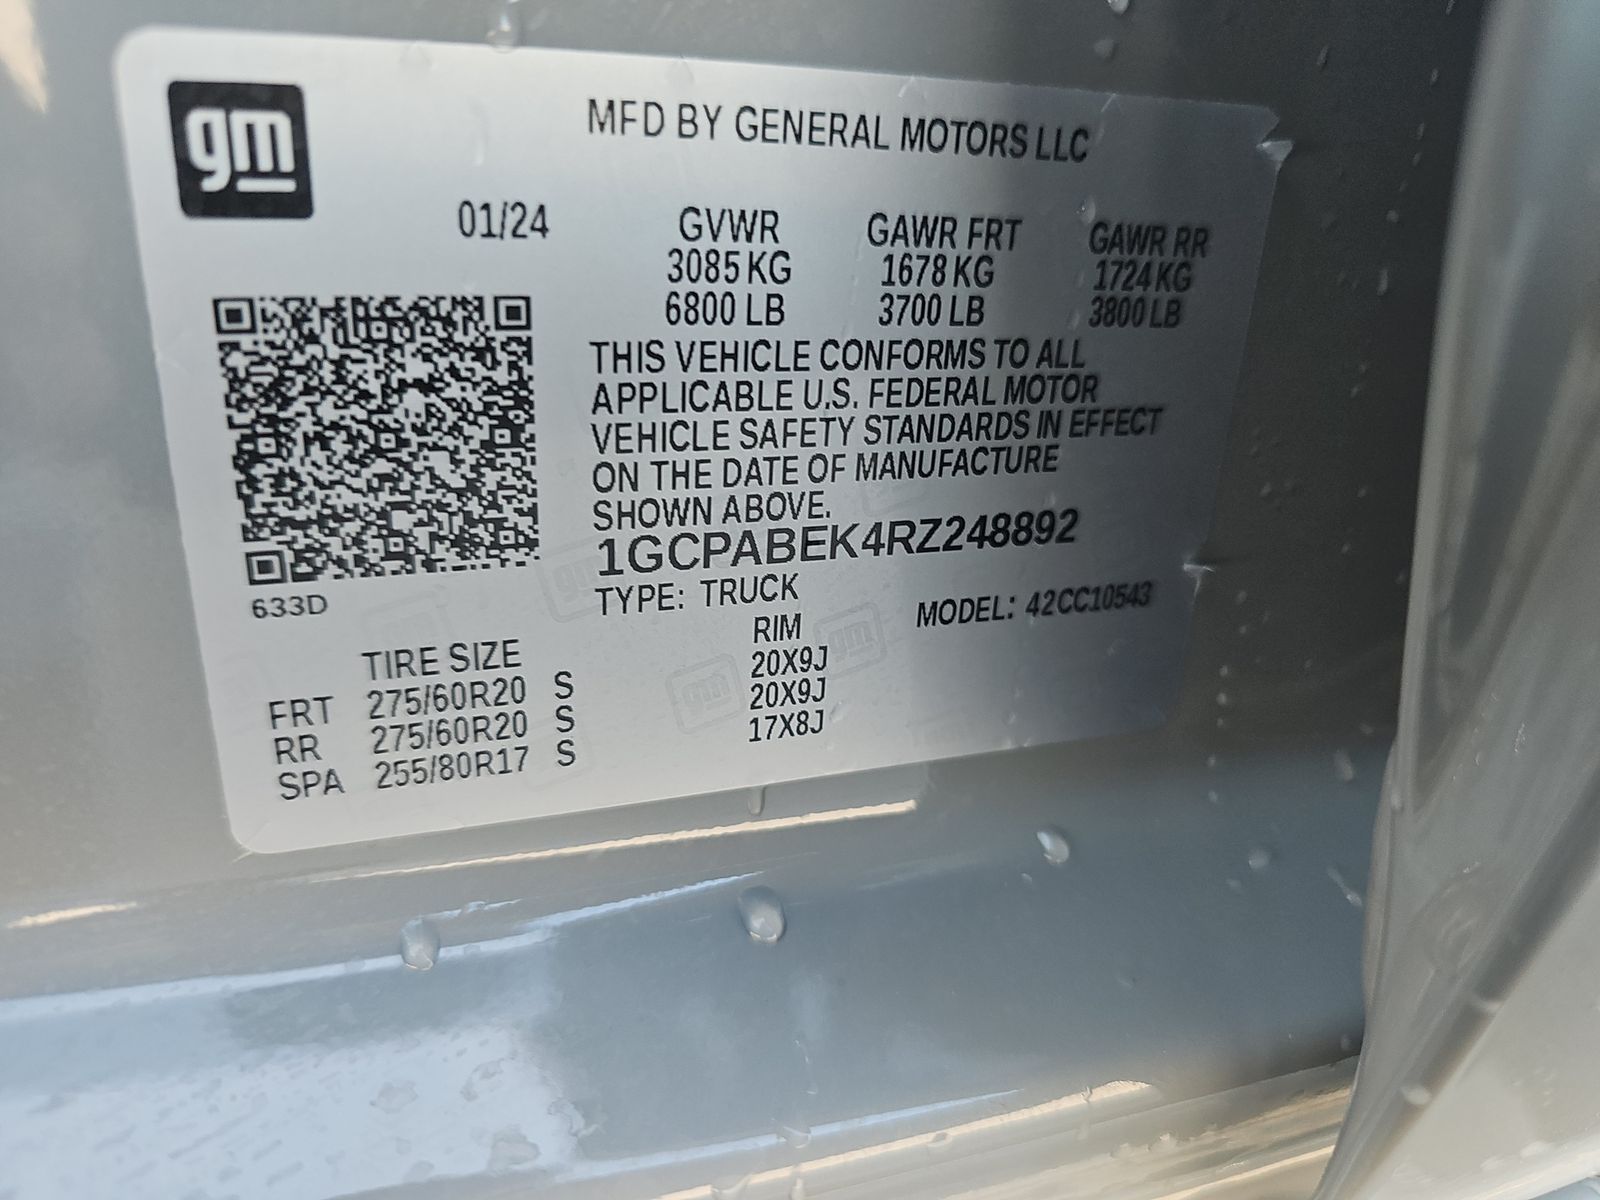 gm
MFD BY GENERAL MOTORS LLC
01/24 GVWR GAWR FRT GAWR RR
3085 KG 1678 KG 1724 KG
6800 LB 3700 LB 3800 LB
THIS VEHICLE CONFORMS TO ALL
APPLICABLE U.S. FEDERAL MOTOR
VEHICLE SAFETY STANDARDS IN EFFECT
ON THE DATE OF MANUFACTURE
SHOWN ABOVE.
1GCPABEK4RZ248892
633D
TYPE: TRUCK MODEL: 42CC10543
TIRE SIZE RIM
FRT 275/60R20 S 20X9J
RR 275/60R20 S 20X9J
SPA 255/80R17 S 17X8J